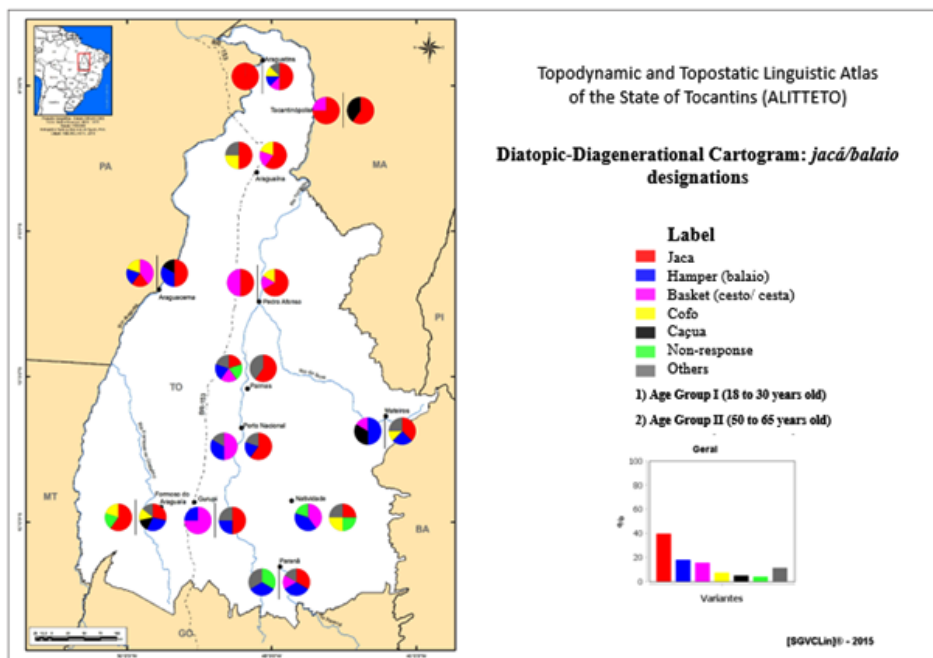 Topodynamic and Topostatic Linguistic Atlas
of the State of Tocantins (ALITTETO)
Diatopic-Diagenerational Cartogram: jacá/balaio
designations
Label
Jaca
Hamper (balaio)
Basket (cesto/ cesta)
Cofo
Caçua
Non-response
Others
1) Age Group I (18 to 30 years old)
2) Age Group II (50 to 65 years old)
Geral
100
80
60
40
20
0
%
Variantes
[SGVCLin]© - 2015
BR-153
Araguatins
Tocantinópolis
PA
MA
Araguaína
Araguacema
Pedro Afonso
PI
TO
BR-153
Palmas
Mateiros
Porto Nacional
MT
Formoso do
Araguaia
Gurupi
Natividade
BA
Paranã
GO